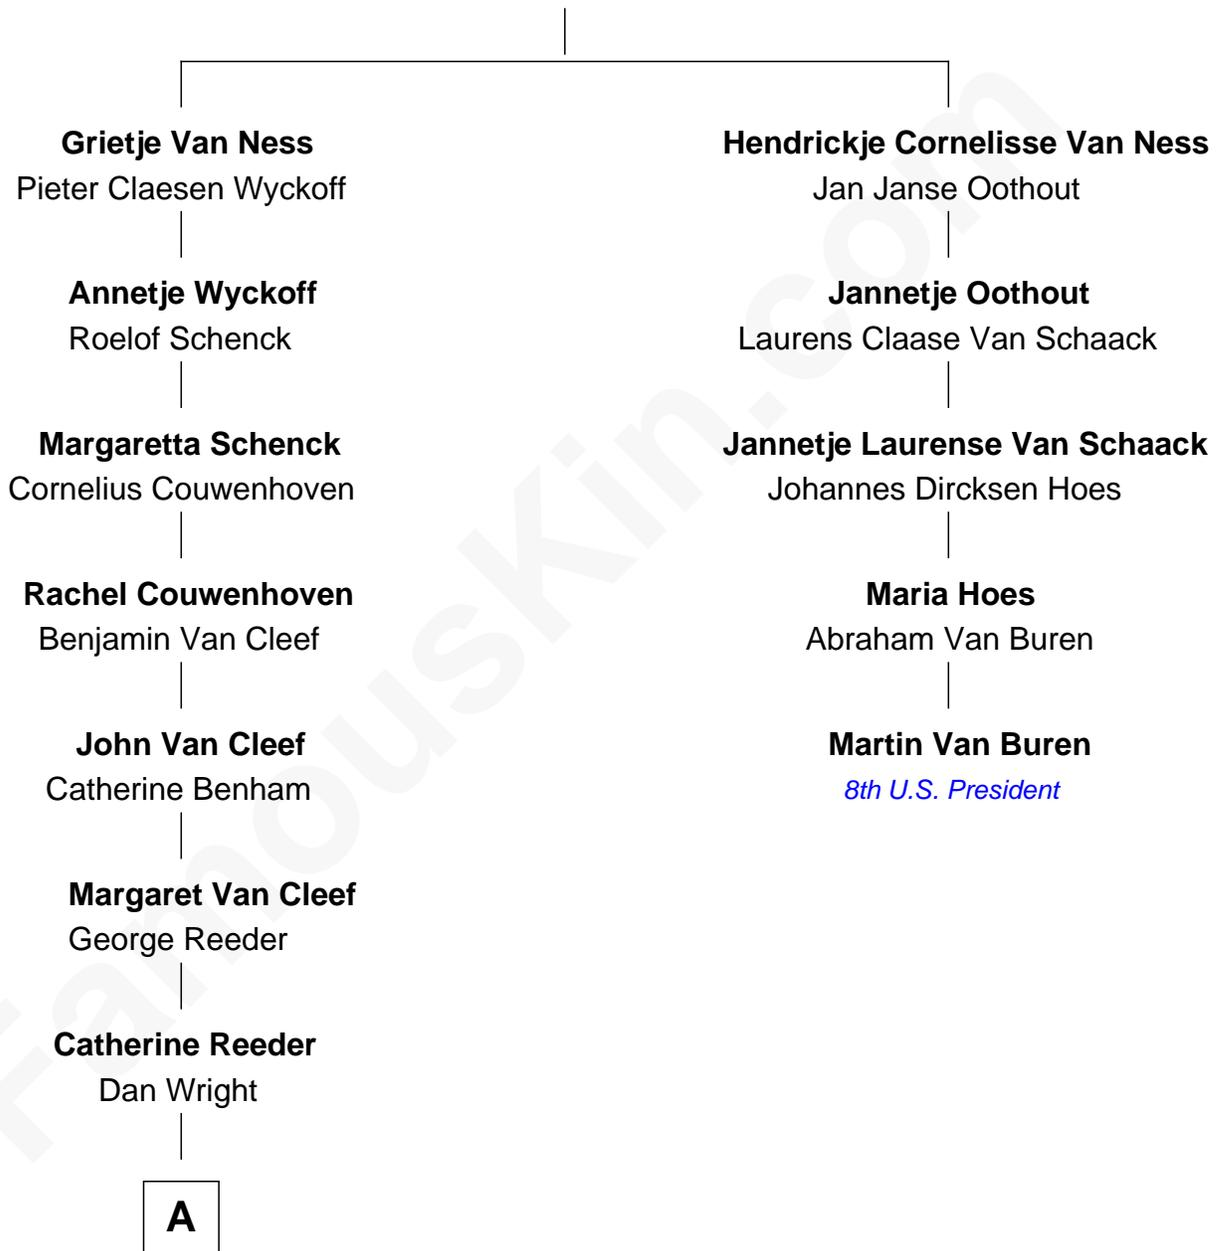 Grietje Van Ness
Pieter Claesen Wyckoff
Hendrickje Cornelisse Van Ness
Jan Janse Oothout
Annetje Wyckoff
Roelof Schenck
Jannetje Oothout
Laurens Claase Van Schaack
Margaretta Schenck
Cornelius Couwenhoven
Jannetje Laurense Van Schaack
Johannes Dircksen Hoes
Rachel Couwenhoven
Benjamin Van Cleef
Maria Hoes
Abraham Van Buren
John Van Cleef
Catherine Benham
Martin Van Buren
8th U.S. President
Margaret Van Cleef
George Reeder
Catherine Reeder
Dan Wright
A
FamousKin.com